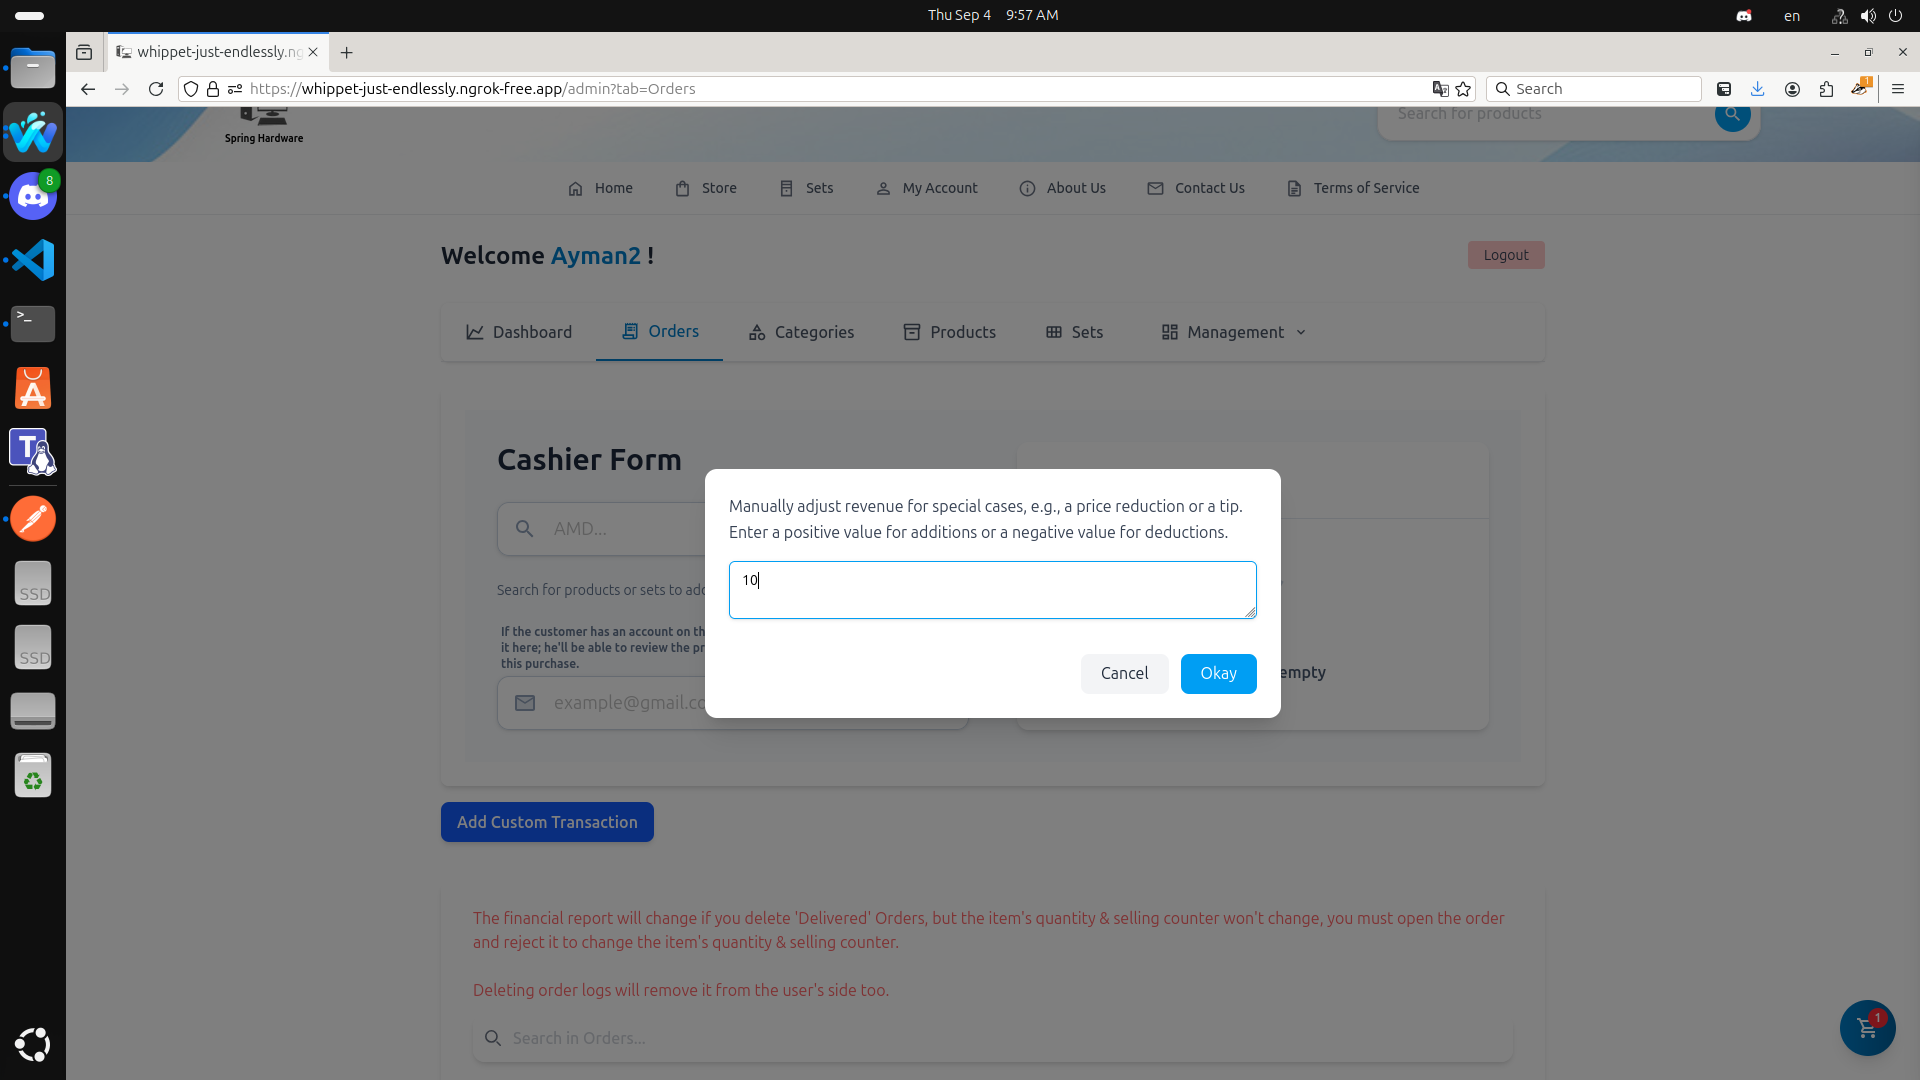 Thu Sep 4 9:57 AM
en
whippet-just-endlessly.ng
https://whippet-just-endlessly.ngrok-free.app/admin?tab=Orders
Search
1
8
Spring Hardware
Search for products
Home Store Sets My Account About Us Contact Us Terms of Service
Welcome Ayman2 !
Logout
Dashboard Orders Categories Products Sets Management
Cashier Form
AMD...
Search for products or sets to add
If the customer has an account on th
it here; he'll be able to review the pr
this purchase.
example@gmail.co
empty
Manually adjust revenue for special cases, e.g., a price reduction or a tip.
Enter a positive value for additions or a negative value for deductions.
10
Cancel Okay
Add Custom Transaction
The financial report will change if you delete 'Delivered' Orders, but the item's quantity & selling counter won't change, you must open the order
and reject it to change the item's quantity & selling counter.
Deleting order logs will remove it from the user's side too.
Search in Orders...
1
SSD
SSD